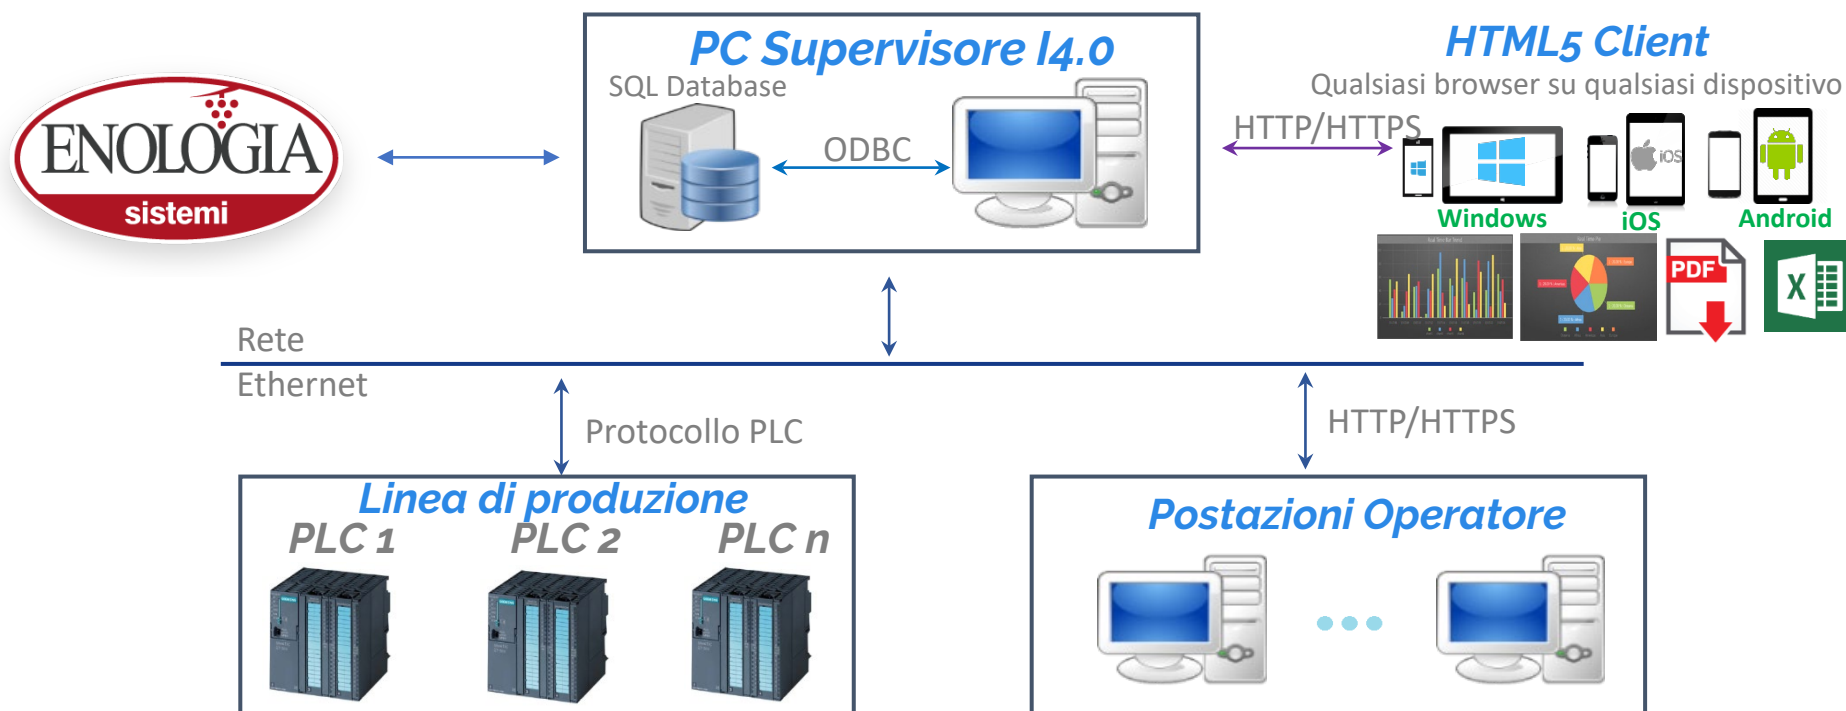 PC Supervisore I4.0
HTML5 Client
SQL Database
Qualsiasi browser su qualsiasi dispositivo
ENOLOGIA
sistemi
ODBC
HTTP/HTTPS
iOS
Windows
iOS
Android
PDF
X
Rete
Ethernet
Protocollo PLC
HTTP/HTTPS
Linea di produzione
PLC 1
PLC 2
PLC n
Postazioni Operatore